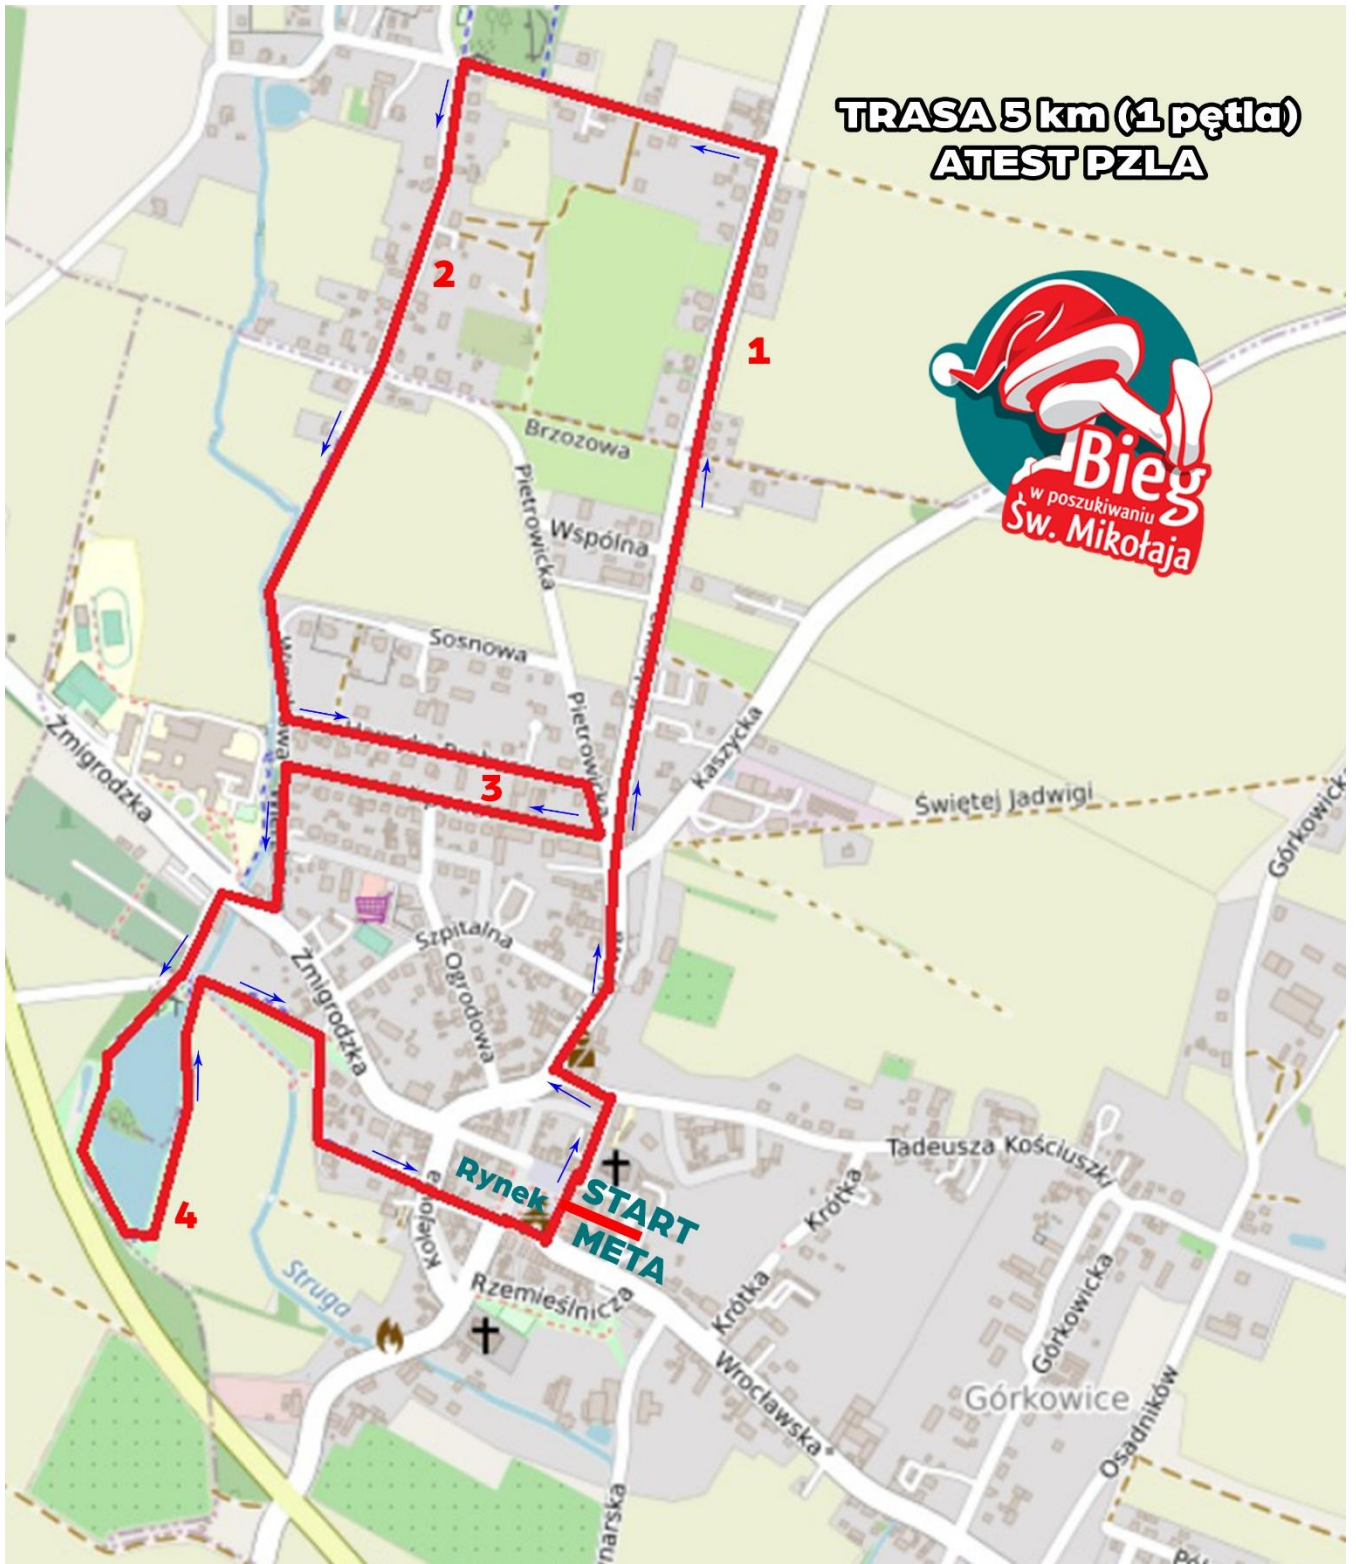 TRASA 5 km (1 pętla)
ATEST PZLA
2
1
Bieg
w poszukiwaniu
Św. Mikołaja
Brzozowa
Pietrowicka
Wspólna
Sosnowa
Pietrowicka
Żmigrodzka
3
Kaszycka
Świętej Jadwigi
Górkowicka
Szpitalna
Ogrodowa
Żmigrodzka
Tadeusza Kościuszki
Rynek
START
META
4
Kolejowa
Krótka
Krótka
Struga
Rzemieślnicza
Górkowicka
Wrocławska
Górkowice
Osadników